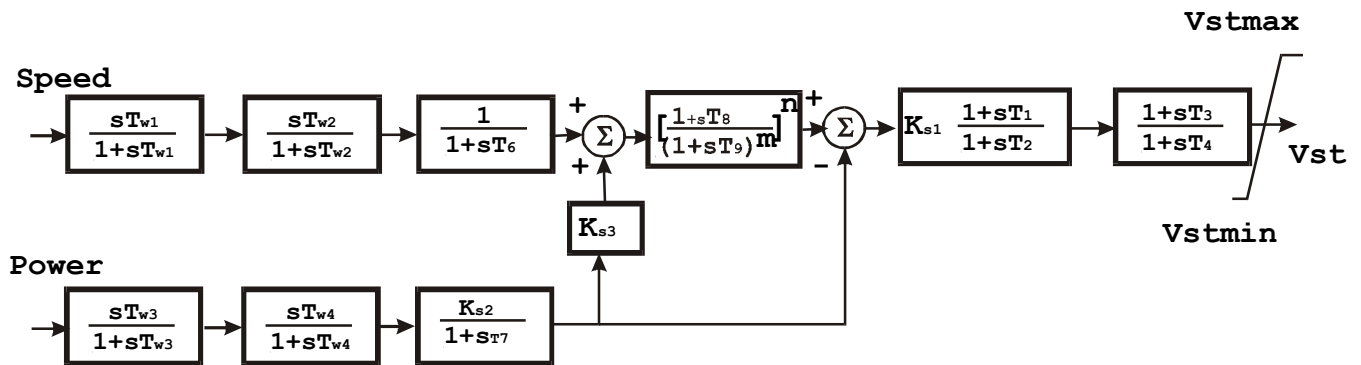 Vstmax
Speed
sTw1
1+sTw1
sTw2
1+sTw2
1
1+sT6
+
Σ
+
[1+sT8]n
(1+sT9)m
+
Σ
-
Ks1
1+sT1
1+sT2
1+sT3
1+sT4
Vst
Vstmin
Ks3
Power
sTw3
1+sTw3
sTw4
1+sTw4
Ks2
1+sT7